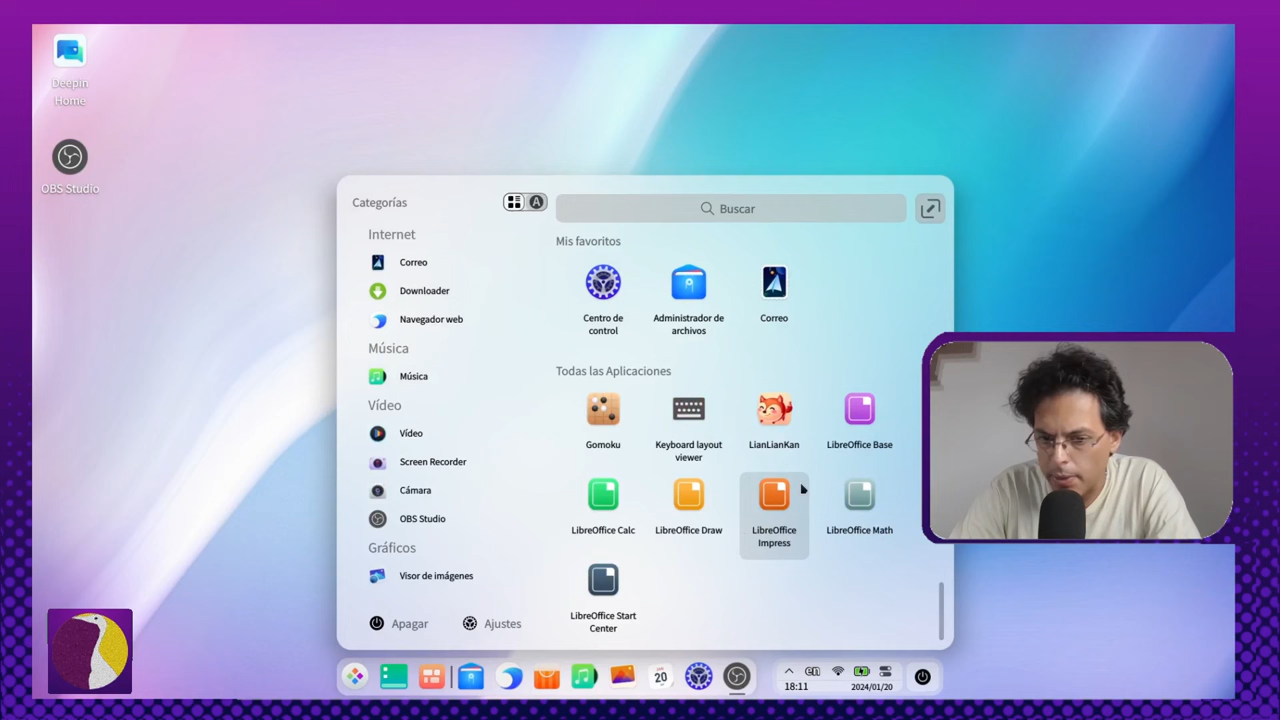 Deepin
Home
OBS Studio
Categorías
Buscar
Internet
Correo
Downloader
Navegador web
Música
Música
Vídeo
Vídeo
Screen Recorder
Cámara
OBS Studio
Gráficos
Visor de imágenes
Apagar
Ajustes
Mis favoritos
Centro de
control
Administrador de
archivos
Correo
Todas las Aplicaciones
Gomoku
Keyboard layout
viewer
LianLianKan
LibreOffice Base
LibreOffice Calc
LibreOffice Draw
LibreOffice
Impress
LibreOffice Math
LibreOffice Start
Center
20
en
18:11
2024/01/20